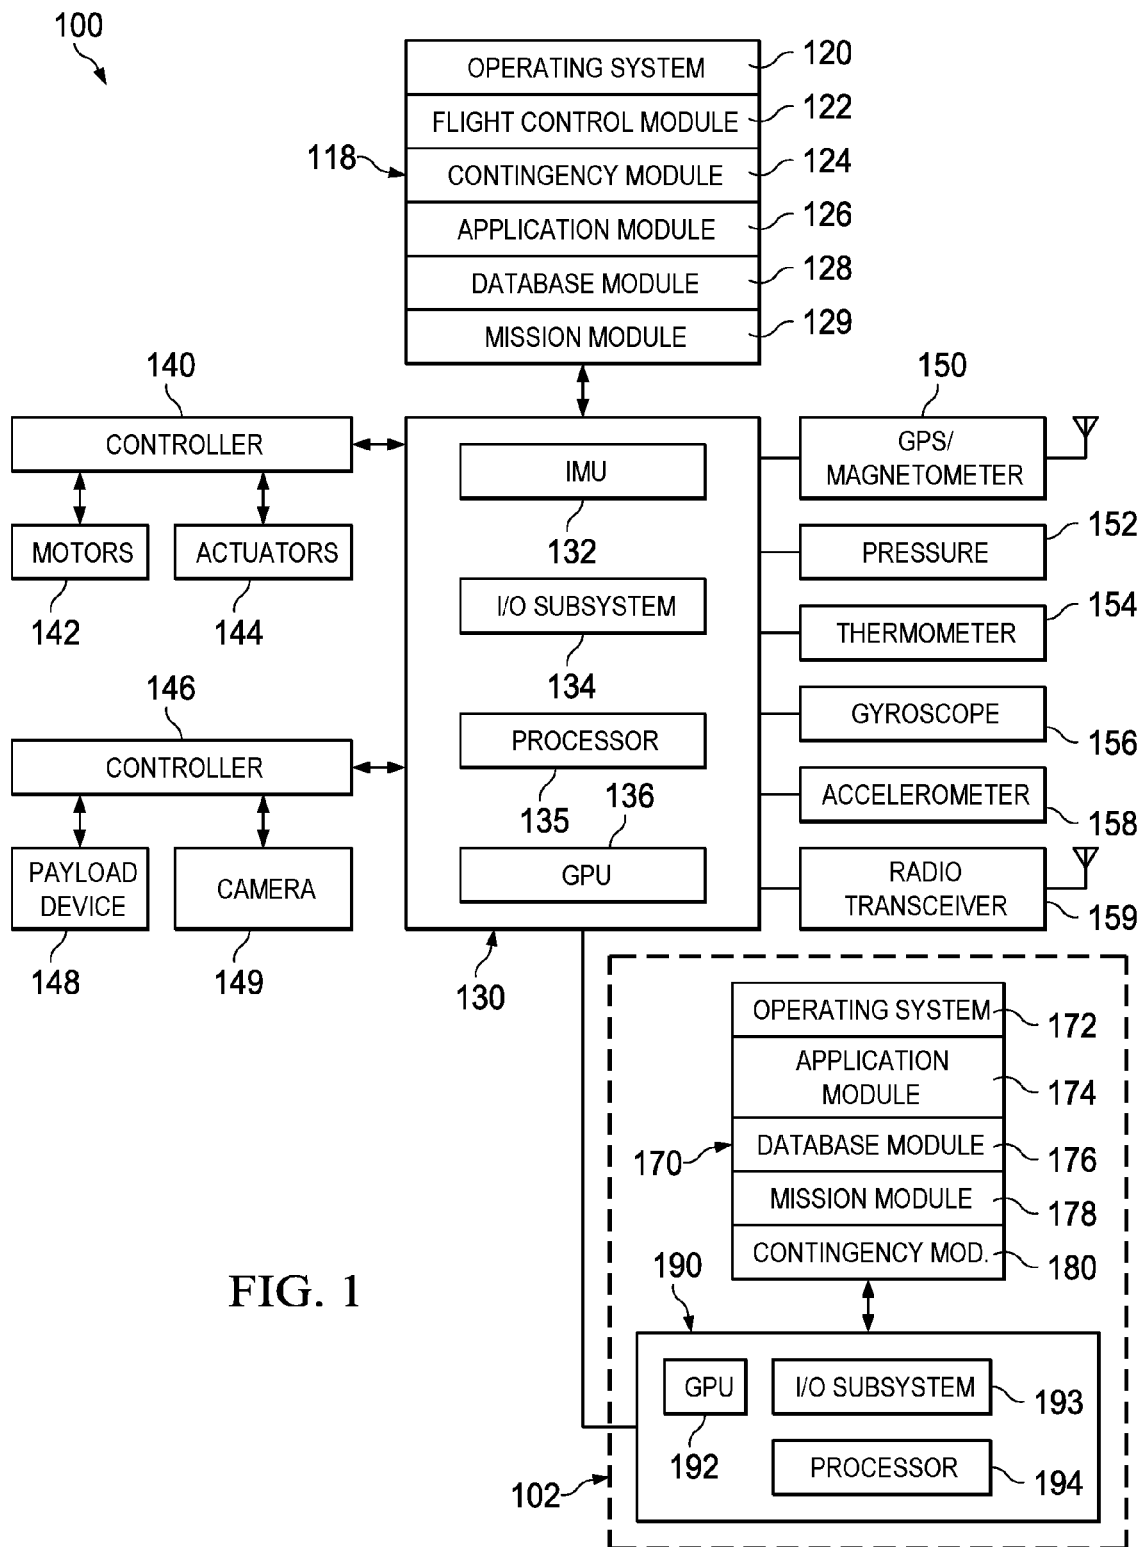 100
OPERATING SYSTEM
120
FLIGHT CONTROL MODULE
122
118
CONTINGENCY MODULE
124
APPLICATION MODULE
126
DATABASE MODULE
128
MISSION MODULE
129
140
CONTROLLER
MOTORS
ACTUATORS
142
144
146
CONTROLLER
PAYLOAD
DEVICE
CAMERA
148
149
IMU
132
I/O SUBSYSTEM
134
PROCESSOR
135
136
GPU
130
150
GPS/
MAGNETOMETER
152
PRESSURE
154
THERMOMETER
GYROSCOPE
156
ACCELEROMETER
158
RADIO
TRANSCEIVER
159
OPERATING SYSTEM
172
APPLICATION
MODULE
174
170
DATABASE MODULE
176
MISSION MODULE
178
CONTINGENCY MOD.
180
190
GPU
192
I/O SUBSYSTEM
193
PROCESSOR
194
102
FIG. 1